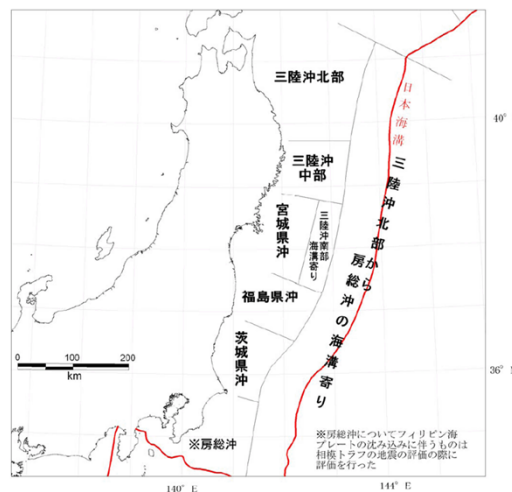 三陸沖北部
日本海溝
40°
三陸沖
中部
宮城県沖
三陸沖南部
海溝寄り
三陸沖北部から
房総沖の海溝寄り
福島県沖
茨城県沖
0 100 200
km
36° N
※房総沖
※房総沖についてフィリピン海
プレートの沈み込みに伴うものは
相模トラフの地震の評価の際に
評価を行った
140° E
144° E